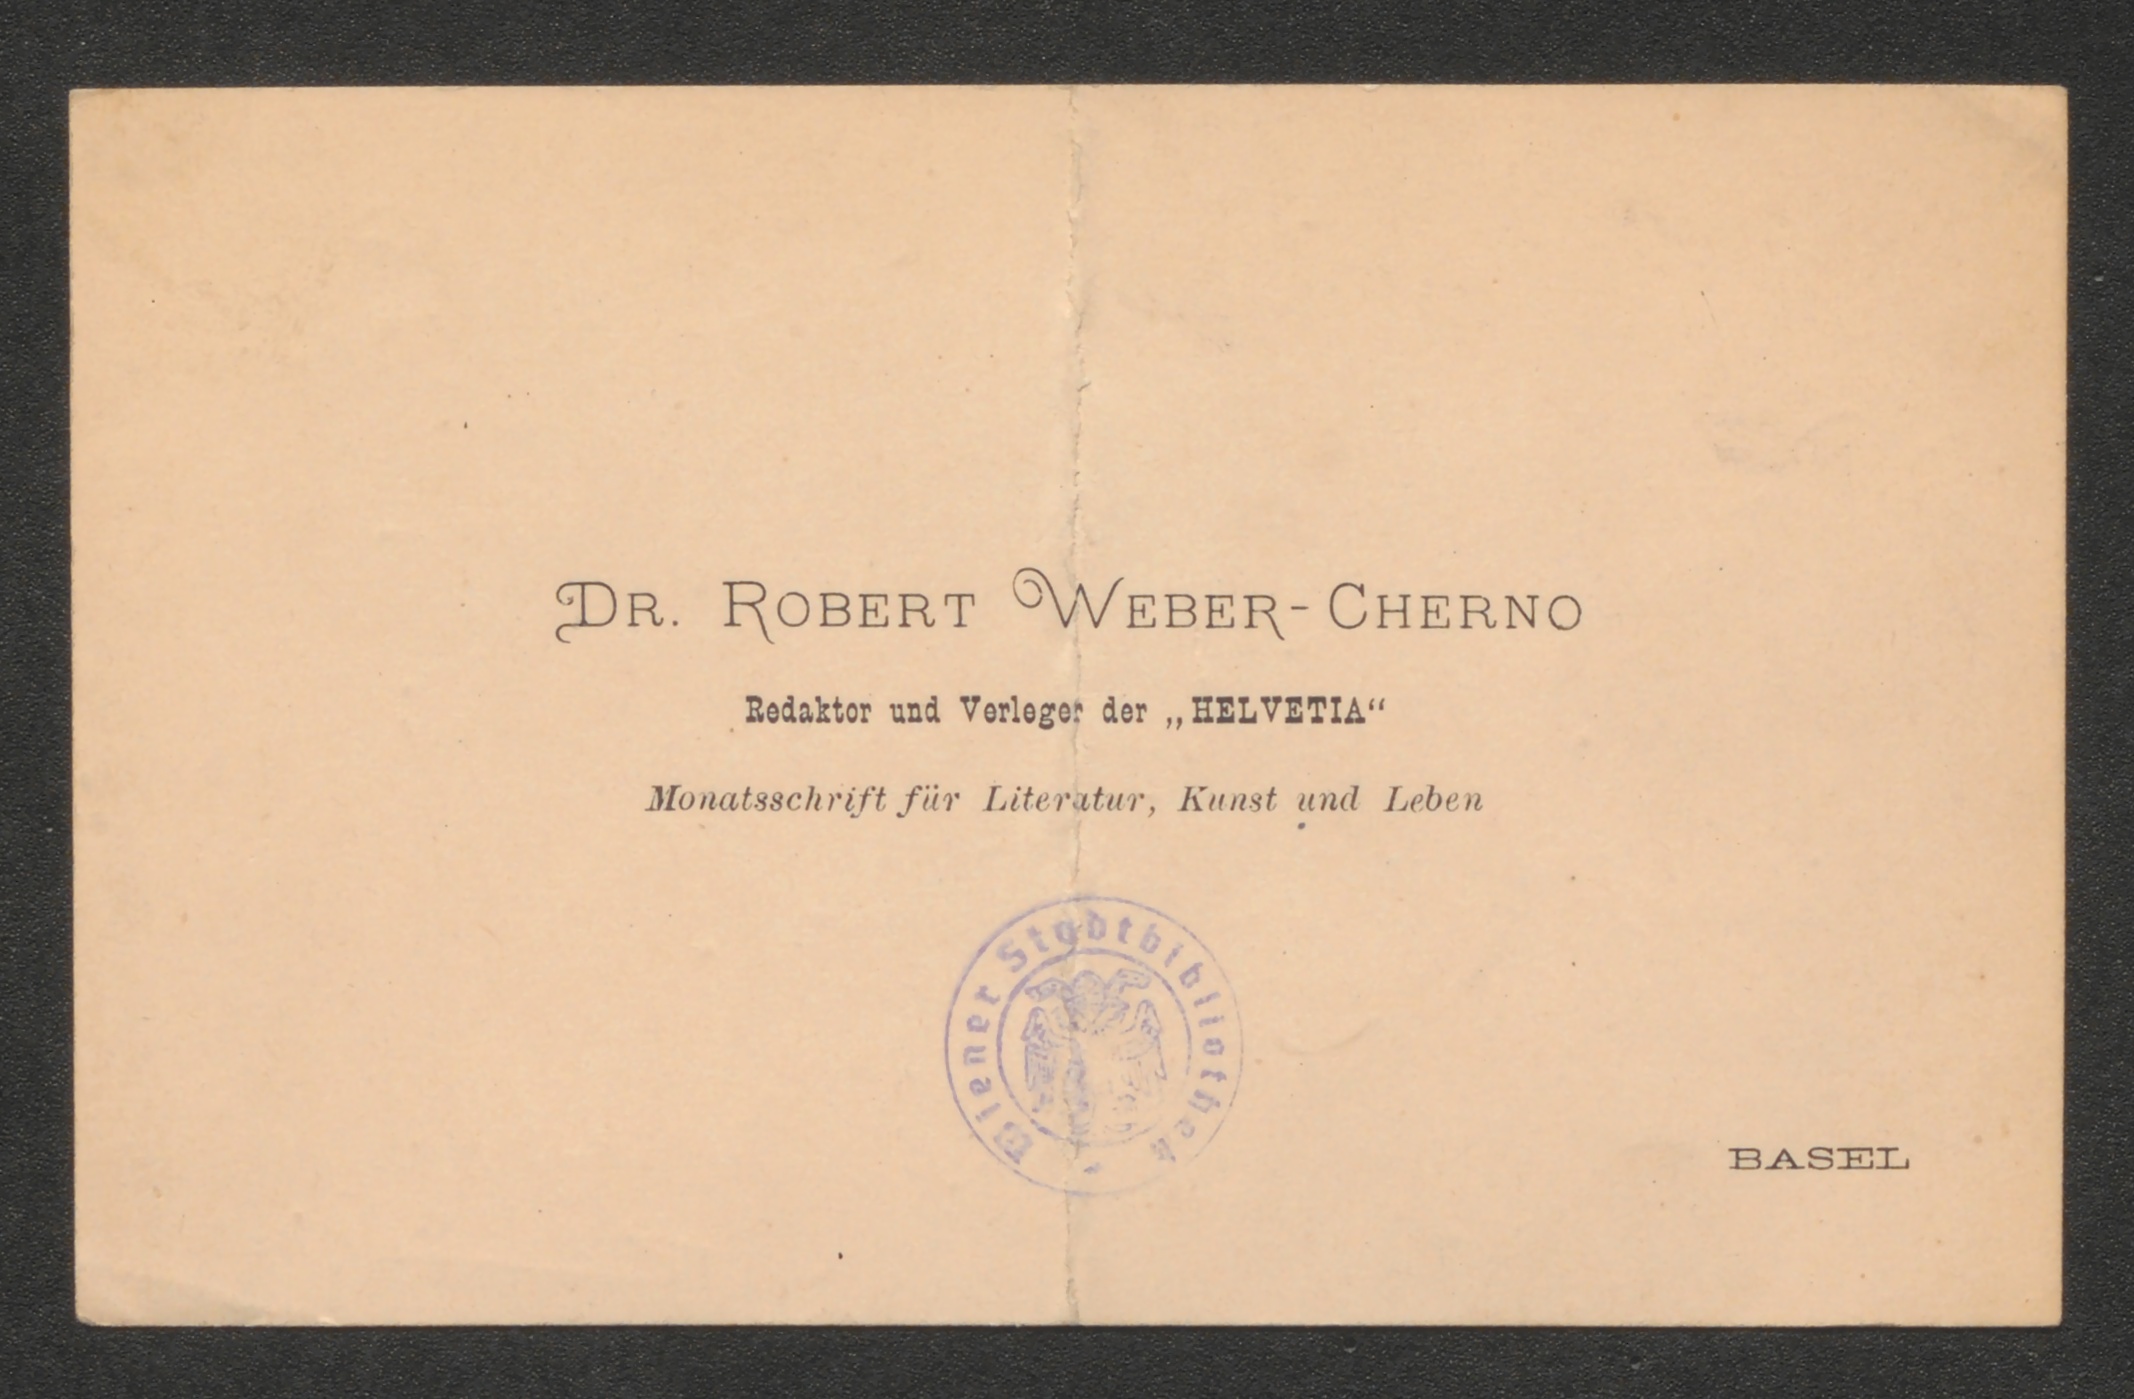 DR. ROBERT WEBER-CHERNO
Redaktor und Verleger der „HELVETIA“
Monatsschrift für Literatur, Kunst und Leben
Wiener Stadtbibliothek
BASEL